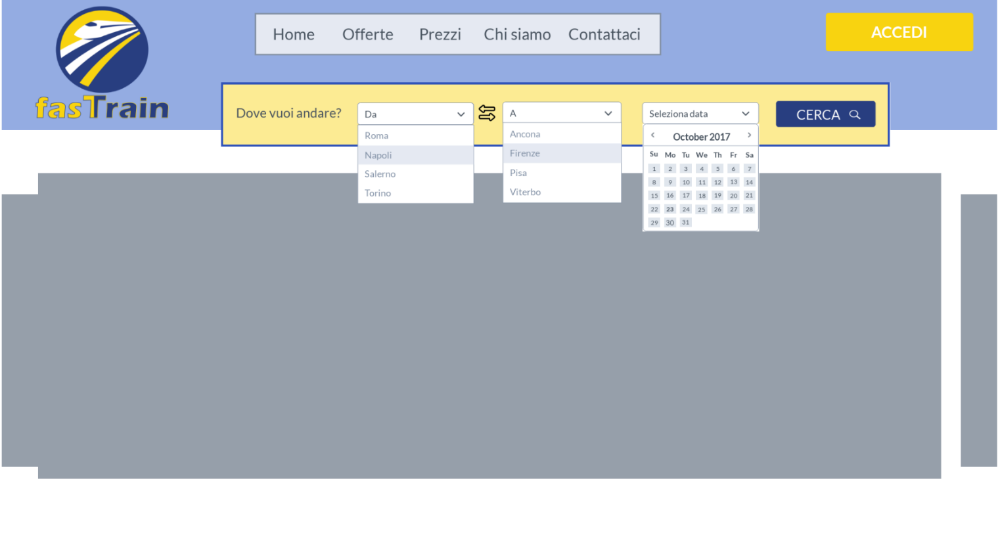 Home Offerte Prezzi Chi siamo Contattaci
ACCEDI
fasTrain
Dove vuoi andare?
Da
Roma
Napoli
Salerno
Torino
A
Ancona
Firenze
Pisa
Viterbo
Seleziona data
October 2017
Su Mo Tu We Th Fr Sa
1 2 3 4 5 6 7
8 9 10 11 12 13 14
15 16 17 18 19 20 21
22 23 24 25 26 27 28
29 30 31
CERCA